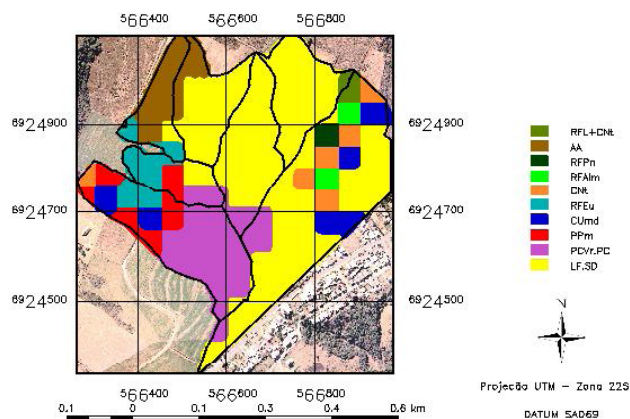 566400 566600 566800
6924900 6924900
6924700 6924700
6924500 6924500
566400 566600 566800
RFL+CNt
AA
RFPn
RFAlm
CNt
RFEu
CUmd
PPm
PCVr.PC
LF.SD
N
Projecão UTM - Zona 22S
DATUM SAD69
0.1 0 0.1 0.3 0.4 0.6 km